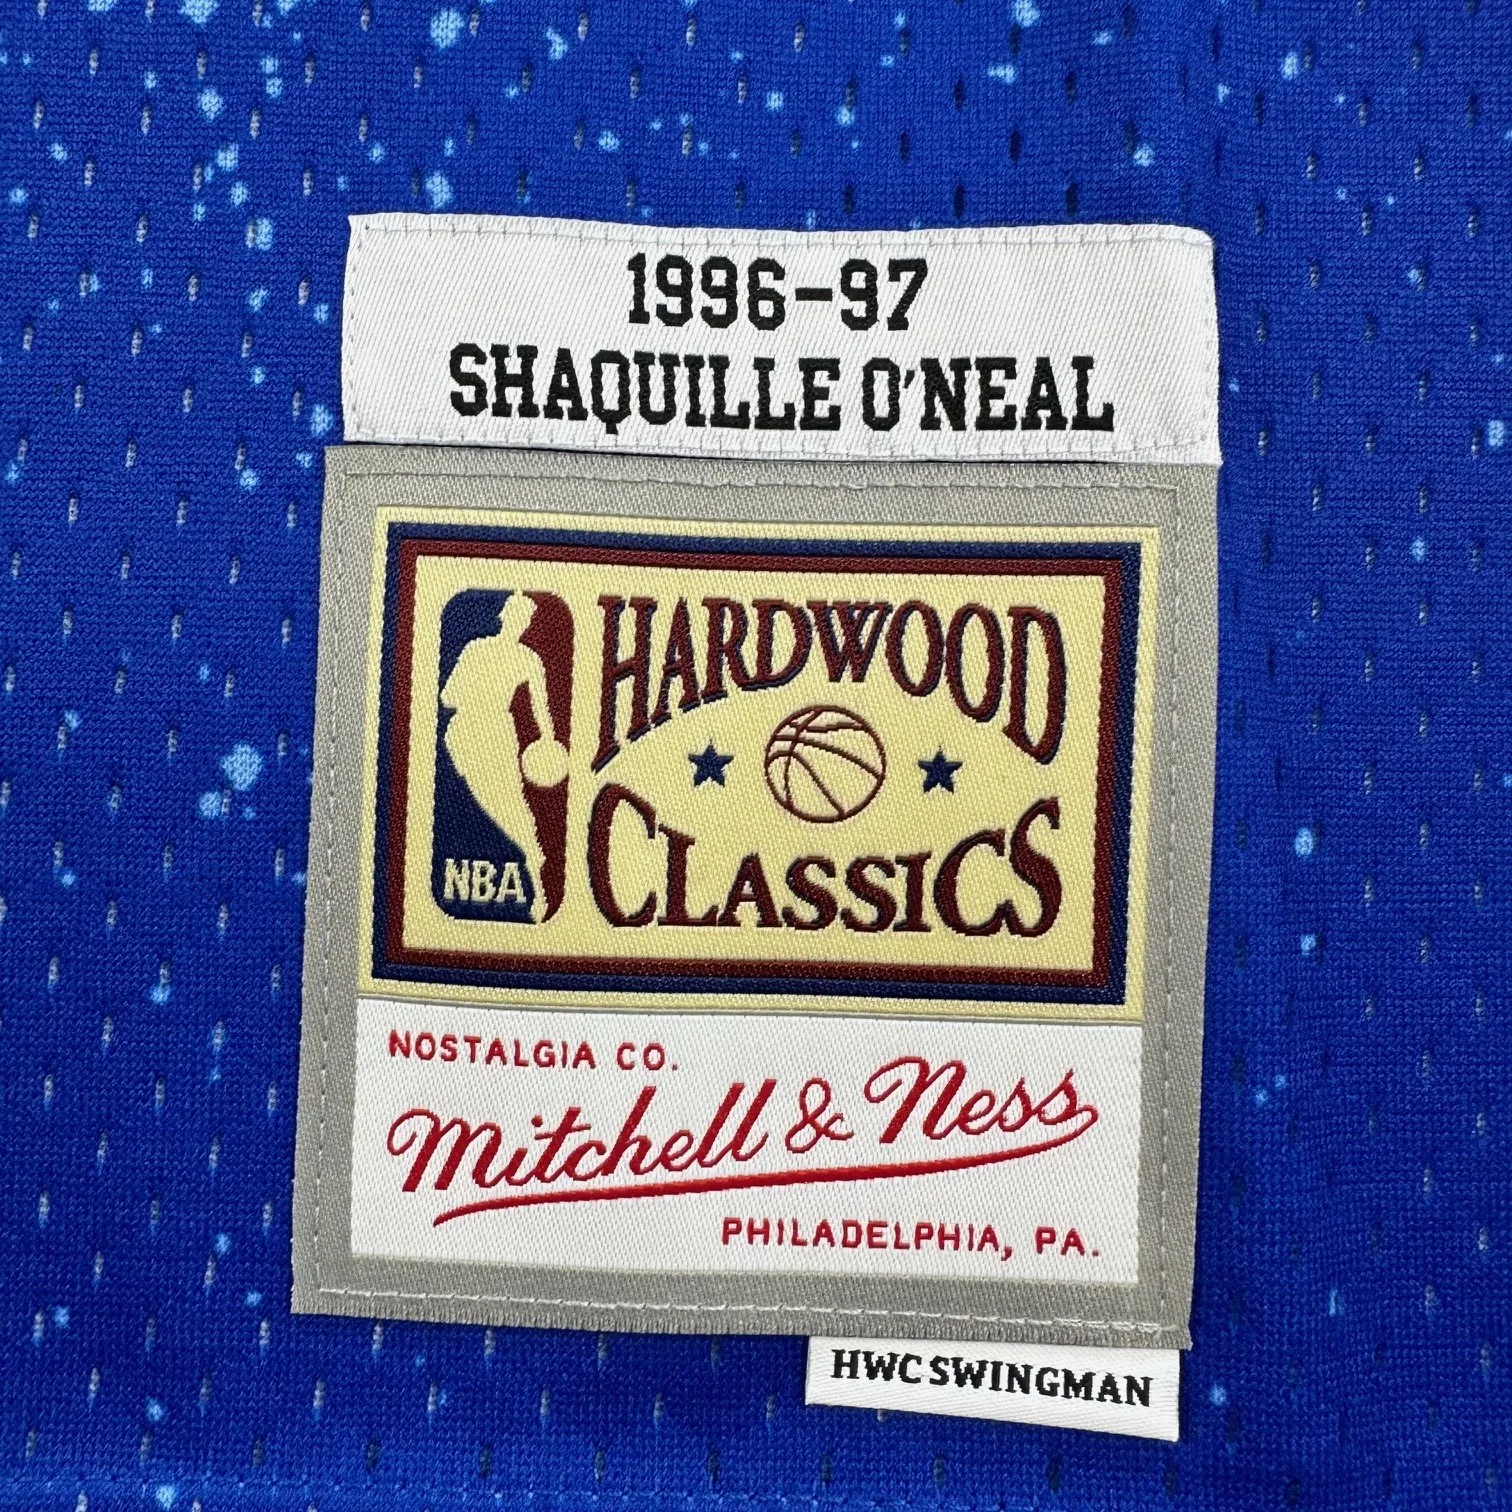 1996-97
SHAQUILLE O'NEAL
HARDWOOD
CLASSICS
NBA
NOSTALGIA CO.
Mitchell & Ness
PHILADELPHIA, PA.
HWC SWINGMAN